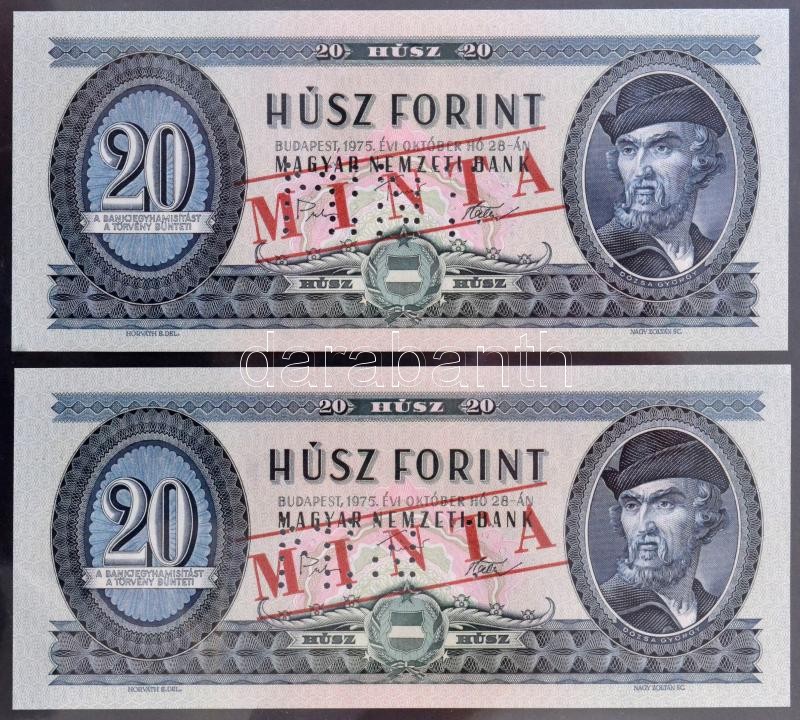 20 HÚSZ 20
HÚSZ FORINT
BUDAPEST, 1975. ÉVI OKTÓBER HÓ 28-ÁN
MAGYAR NEMZETI BANK
MINTA
20
A BANKJEGYHAMISÍTÁST
A TÖRVÉNY BÜNTETI
HÚSZ HÚSZ
DÓZSA GYÖRGY
HORVÁTH E. DEL.
NAGY ZOLTÁN SC.
darabanth
20 HÚSZ 20
HÚSZ FORINT
BUDAPEST, 1975. ÉVI OKTÓBER HÓ 28-ÁN
MAGYAR NEMZETI BANK
MINTA
20
A BANKJEGYHAMISÍTÁST
A TÖRVÉNY BÜNTETI
HÚSZ HÚSZ
DÓZSA GYÖRGY
HORVÁTH E. DEL.
NAGY ZOLTÁN SC.